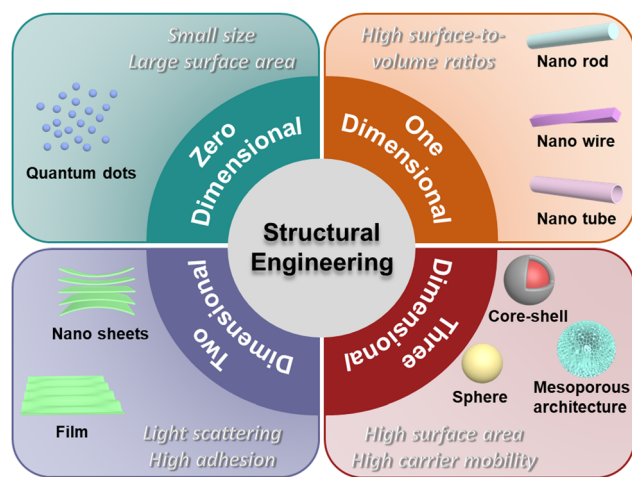 Small size
Large surface area
Quantum dots
Zero
Dimensional
High surface-to-
volume ratios
Nano rod
Nano wire
Nano tube
One
Dimensional
Structural
Engineering
Nano sheets
Film
Two
Dimensional
Light scattering
High adhesion
Three
Dimensional
Core-shell
Sphere
Mesoporous
architecture
High surface area
High carrier mobility